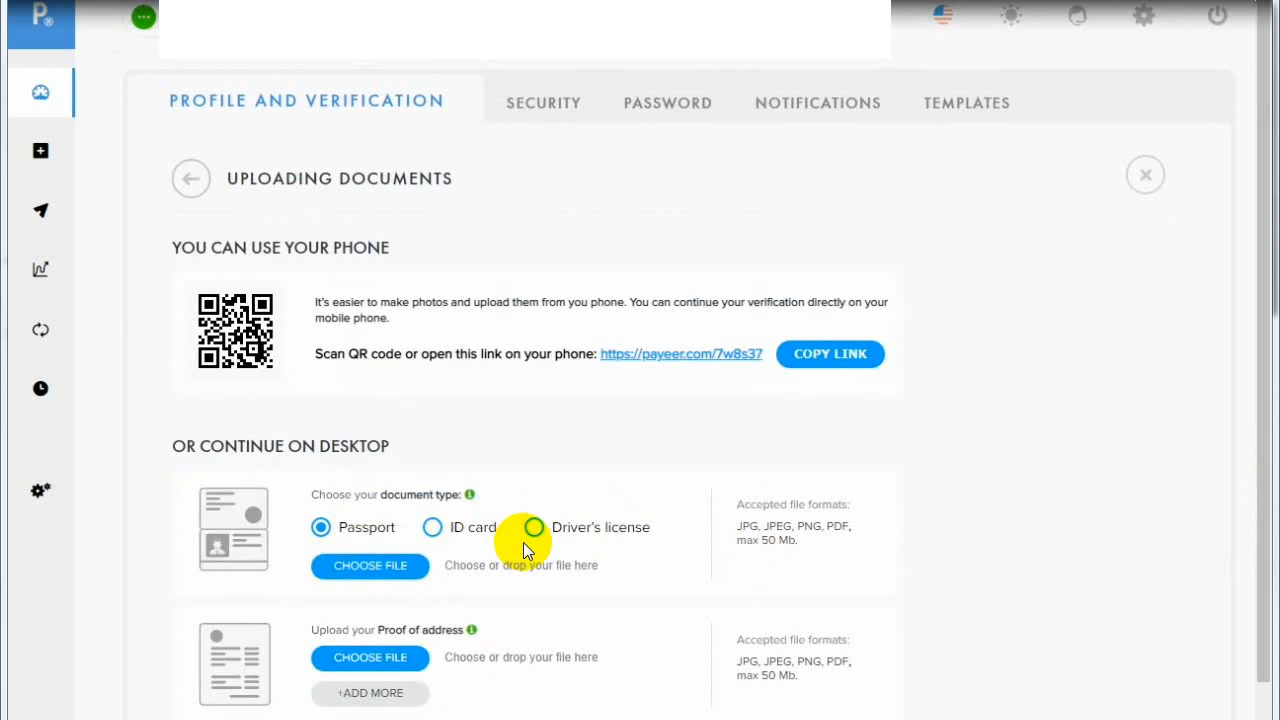 P®
PROFILE AND VERIFICATION SECURITY PASSWORD NOTIFICATIONS TEMPLATES
UPLOADING DOCUMENTS
YOU CAN USE YOUR PHONE
It's easier to make photos and upload them from you phone. You can continue your verification directly on your
mobile phone.
Scan QR code or open this link on your phone: https://payeer.com/7w8s37 COPY LINK
OR CONTINUE ON DESKTOP
Choose your document type:
Passport ID card Driver's license
CHOOSE FILE Choose or drop your file here
Accepted file formats:
JPG, JPEG, PNG, PDF,
max 50 Mb.
Upload your Proof of address
CHOOSE FILE Choose or drop your file here
+ADD MORE
Accepted file formats:
JPG, JPEG, PNG, PDF,
max 50 Mb.